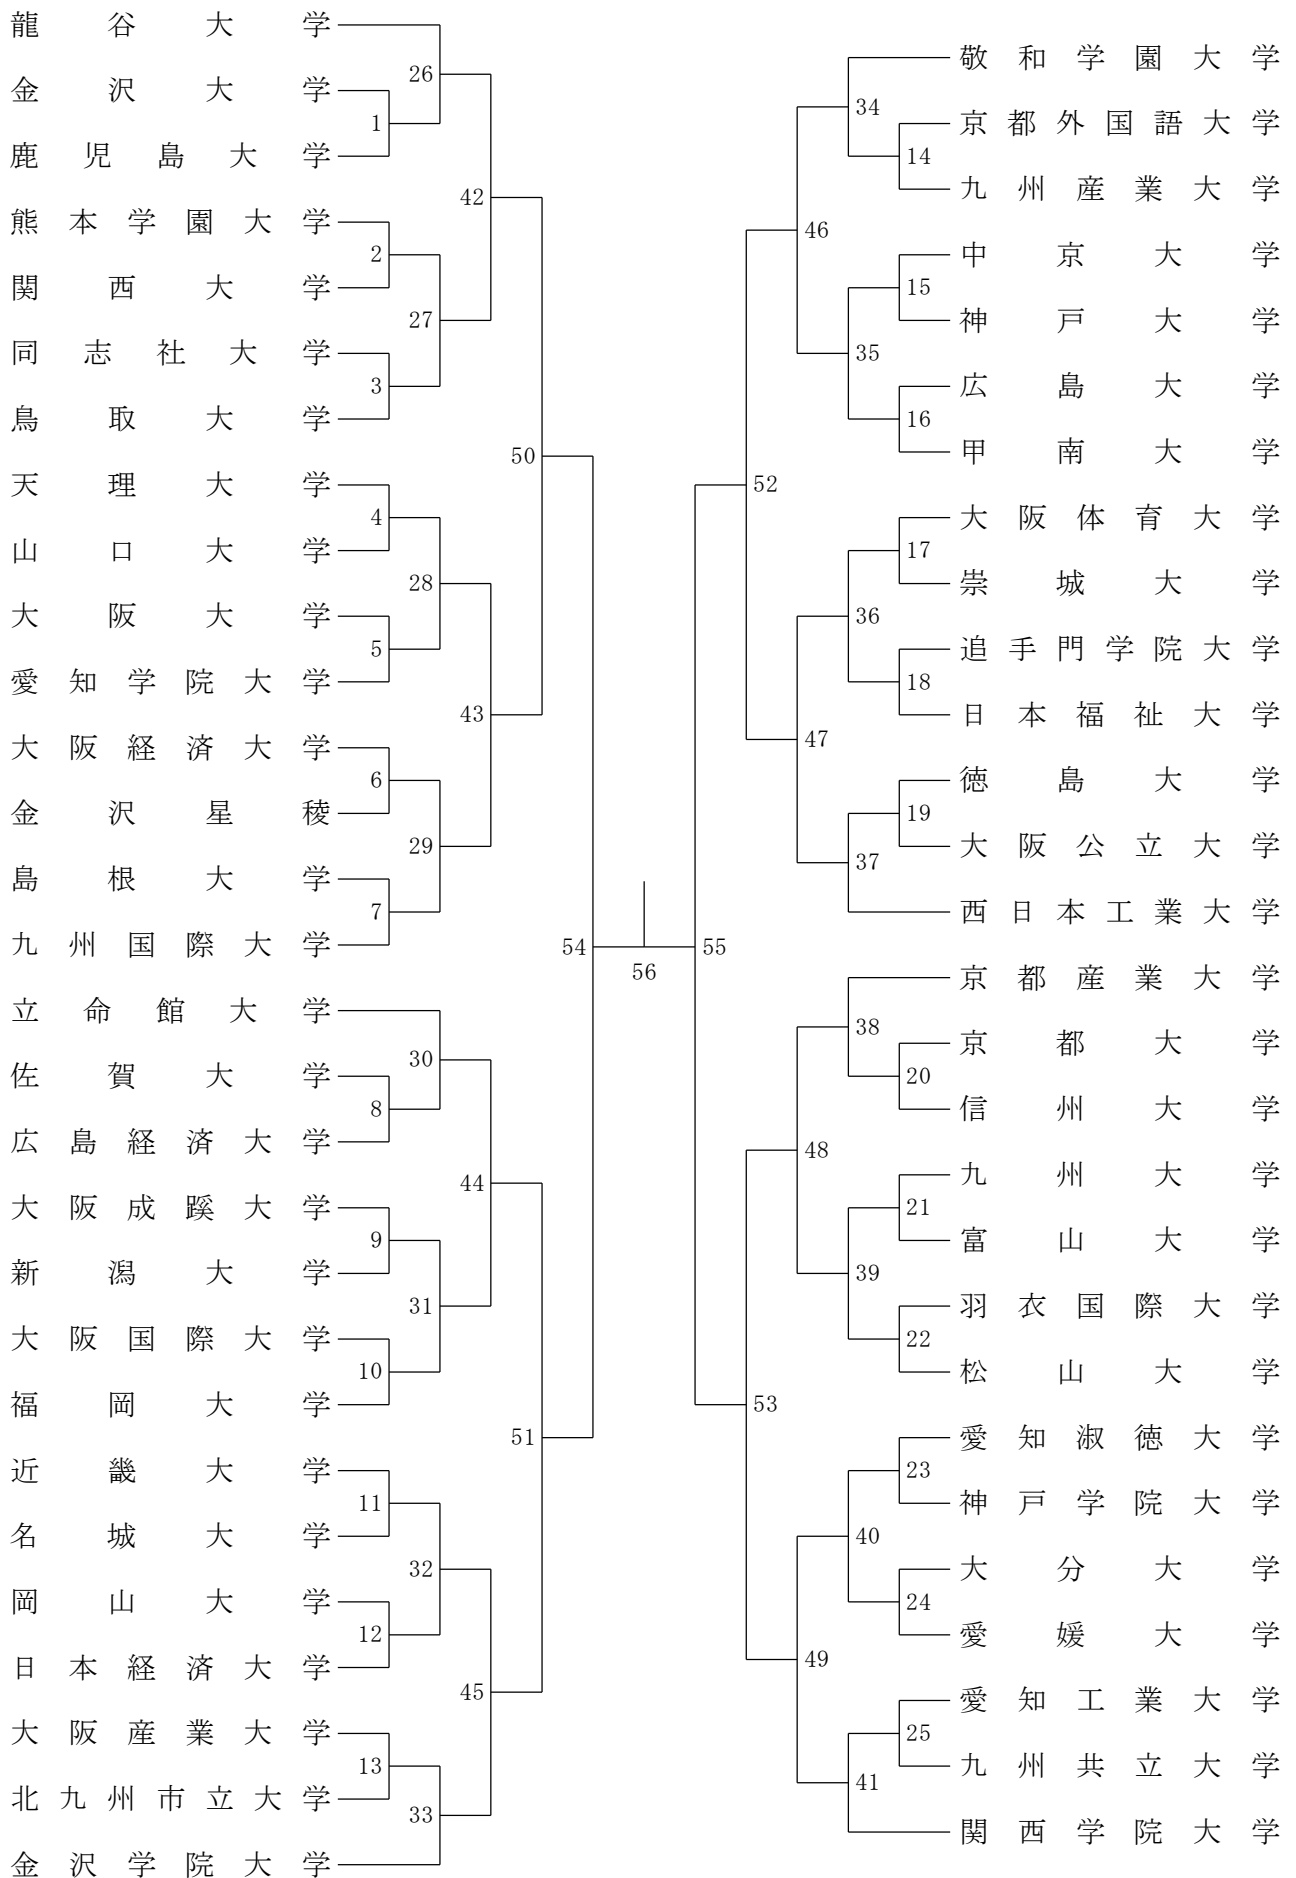 龍谷大学
26
金沢大学
1
鹿児島大学
42
熊本学園大学
2
関西大学
27
同志社大学
3
鳥取大学
50
天理大学
4
山口大学
28
大阪大学
5
愛知学院大学
43
大阪経済大学
6
金沢星稜
29
島根大学
7
九州国際大学
54
立命館大学
30
佐賀大学
8
広島経済大学
44
大阪成蹊大学
9
新潟大学
31
大阪国際大学
10
福岡大学
51
近畿大学
11
名城大学
32
岡山大学
12
日本経済大学
45
大阪産業大学
13
北九州市立大学
33
金沢学院大学
56
敬和学園大学
34
京都外国語大学
14
九州産業大学
46
中京大学
15
神戸大学
35
広島大学
16
甲南大学
52
大阪体育大学
17
崇城大学
36
追手門学院大学
18
日本福祉大学
47
徳島大学
19
大阪公立大学
37
西日本工業大学
55
京都産業大学
38
京都大学
20
信州大学
48
九州大学
21
富山大学
39
羽衣国際大学
22
松山大学
53
愛知淑徳大学
23
神戸学院大学
40
大分大学
24
愛媛大学
49
愛知工業大学
25
九州共立大学
41
関西学院大学